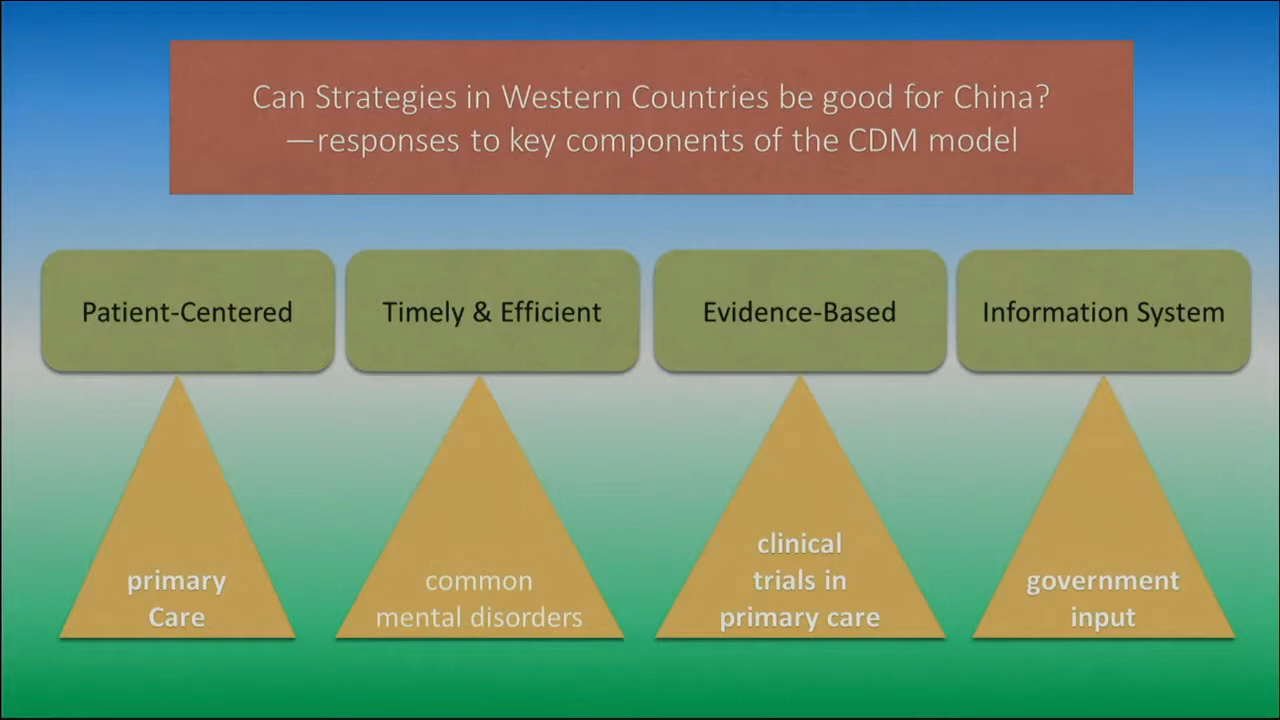 Can Strategies in Western Countries be good for China?
—responses to key components of the CDM model
Patient-Centered
Timely & Efficient
Evidence-Based
Information System
primary
Care
common
mental disorders
clinical
trials in
primary care
government
input